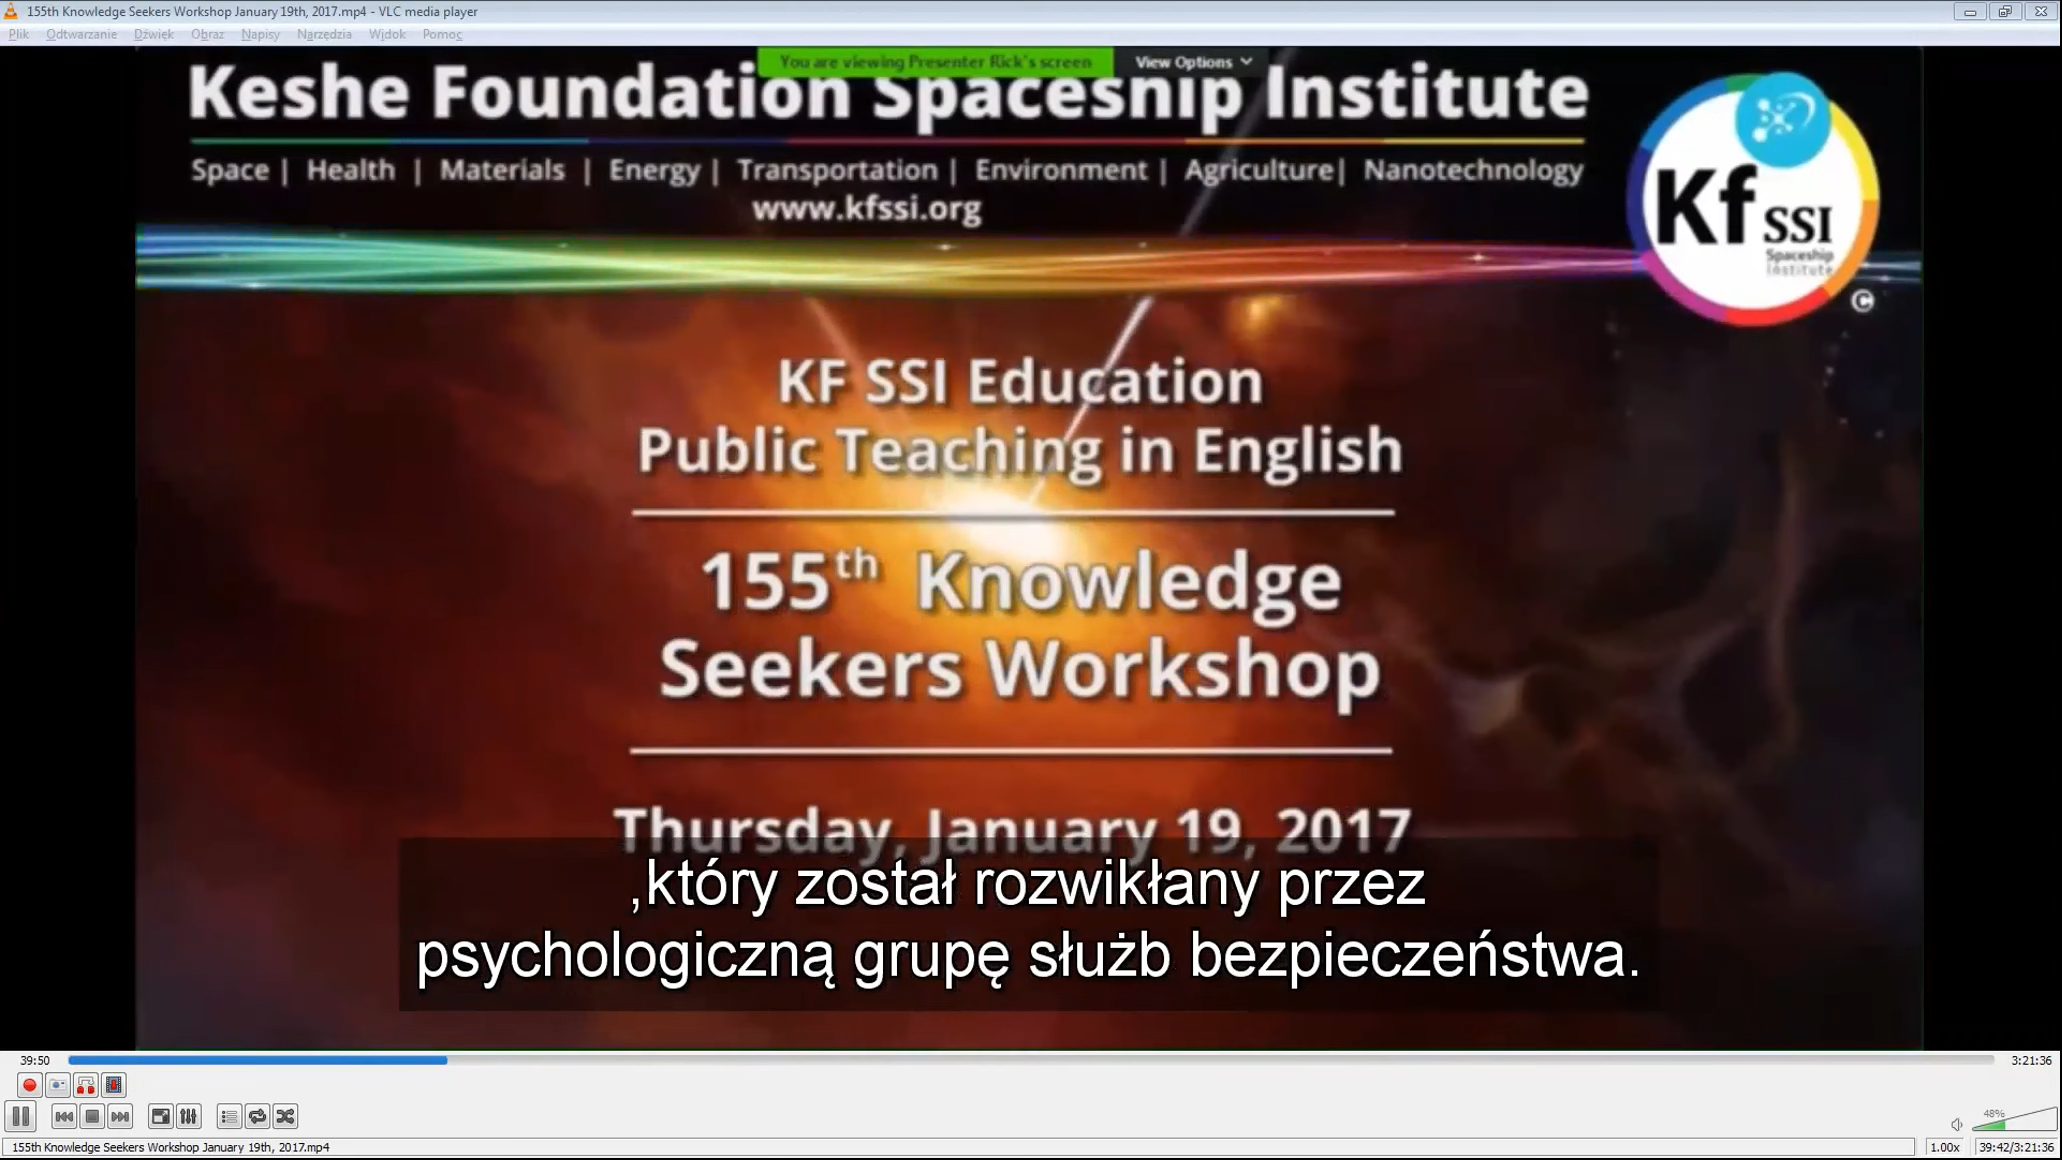 155th Knowledge Seekers Workshop January 19th, 2017.mp4 - VLC media player
Plik Odtwarzanie Dźwięk Obraz Napisy Narzędzia Widok Pomoc
You are viewing Presenter Rick's screen View Options
Keshe Foundation Spaceship Institute
Space | Health | Materials | Energy | Transportation | Environment | Agriculture | Nanotechnology
www.kfssi.org
Kf SSI
Spaceship
Institute
©
KF SSI Education
Public Teaching in English
155th Knowledge
Seekers Workshop
Thursday, January 19, 2017
,który został rozwikłany przez
psychologiczną grupę służb bezpieczeństwa.
39:50 3:21:36
48%
155th Knowledge Seekers Workshop January 19th, 2017.mp4 1.00x 39:42/3:21:36